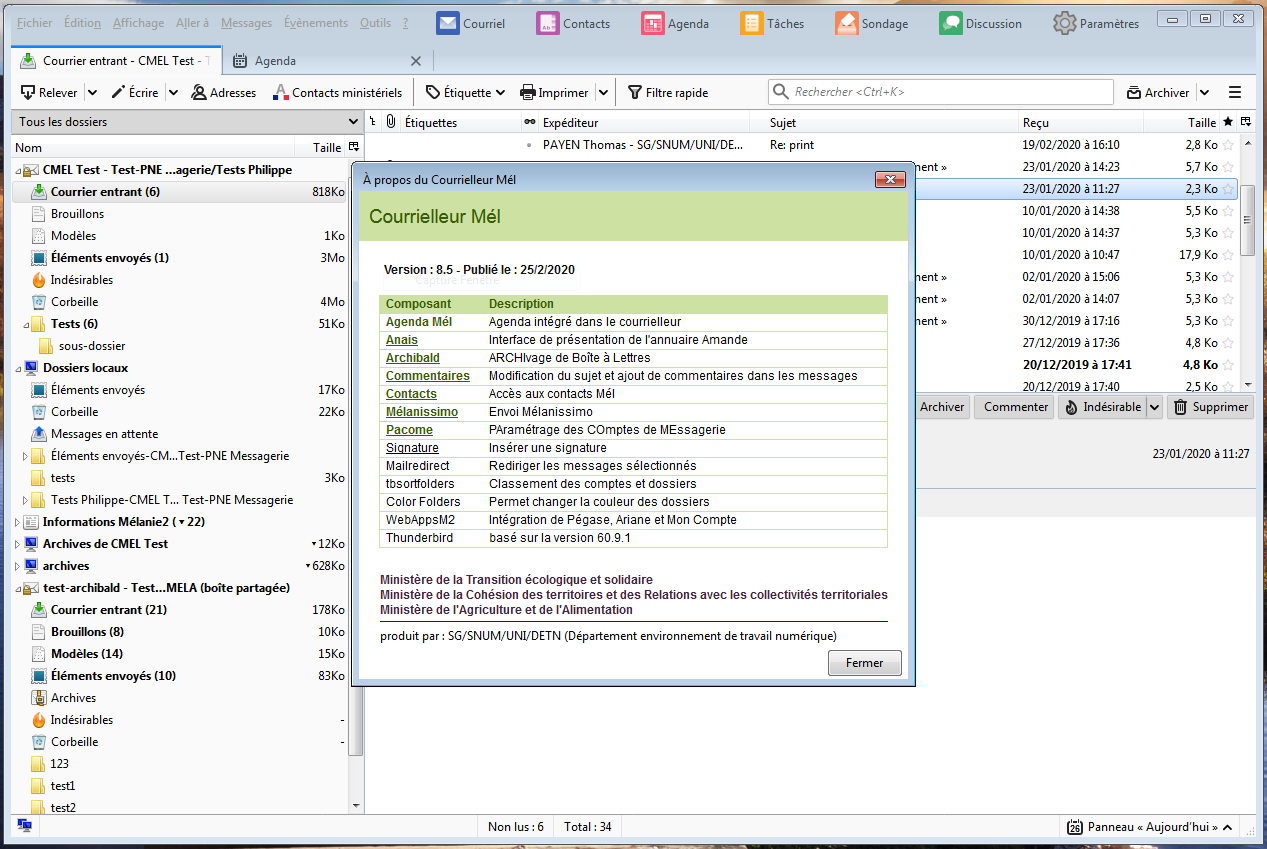 Fichier Édition Affichage Aller à Messages Évènements Outils ? Courriel Contacts Agenda Tâches Sondage Discussion Paramètres
Courrier entrant - CMEL Test - Agenda
Relever Écrire Adresses Contacts ministériels Étiquette Imprimer Filtre rapide Rechercher <Ctrl+K> Archiver
Tous les dossiers
Nom Taille
CMEL Test - Test-PNE ...agerie/Tests Philippe
Courrier entrant (6) 818Ko
Brouillons
Modèles 1Ko
Éléments envoyés (1) 3Mo
Indésirables
Corbeille 4Mo
Tests (6) 51Ko
sous-dossier
Dossiers locaux
Éléments envoyés 17Ko
Corbeille 22Ko
Messages en attente
Éléments envoyés-CM...Test-PNE Messagerie
tests 3Ko
Tests Philippe-CMEL T... Test-PNE Messagerie
Informations Mélanie2 (▾ 22)
Archives de CMEL Test ▾12Ko
archives ▾628Ko
test-archibald - Test...MELA (boîte partagée)
Courrier entrant (21) 178Ko
Brouillons (8) 10Ko
Modèles (14) 15Ko
Éléments envoyés (10) 83Ko
Archives
Indésirables -
Corbeille -
123
test1
test2
Étiquettes Expéditeur Sujet Reçu Taille
PAYEN Thomas - SG/SNUM/UNI/DE... Re: print 19/02/2020 à 16:10 2,8 Ko
ment » 23/01/2020 à 14:23 5,7 Ko
23/01/2020 à 11:27 2,3 Ko
10/01/2020 à 14:38 5,5 Ko
10/01/2020 à 14:37 5,3 Ko
10/01/2020 à 10:47 17,9 Ko
ment » 02/01/2020 à 15:06 5,3 Ko
ment » 02/01/2020 à 14:07 5,3 Ko
ment » 30/12/2019 à 17:16 5,3 Ko
27/12/2019 à 17:36 4,8 Ko
20/12/2019 à 17:41 4,8 Ko
20/12/2019 à 17:40 2,5 Ko
Archiver Commenter Indésirable Supprimer
23/01/2020 à 11:27
À propos du Courrielleur Mél
Courrielleur Mél
Version : 8.5 - Publié le : 25/2/2020
Capture Fenêtre
Composant Description
Agenda Mél Agenda intégré dans le courrielleur
Anais Interface de présentation de l'annuaire Amande
Archibald ARCHIvage de Boîte à Lettres
Commentaires Modification du sujet et ajout de commentaires dans les messages
Contacts Accès aux contacts Mél
Mélanissimo Envoi Mélanissimo
Pacome PAramétrage des COmptes de MEssagerie
Signature Insérer une signature
Mailredirect Rediriger les messages sélectionnés
tbsortfolders Classement des comptes et dossiers
Color Folders Permet changer la couleur des dossiers
WebAppsM2 Intégration de Pégase, Ariane et Mon Compte
Thunderbird basé sur la version 60.9.1
Ministère de la Transition écologique et solidaire
Ministère de la Cohésion des territoires et des Relations avec les collectivités territoriales
Ministère de l'Agriculture et de l'Alimentation
produit par : SG/SNUM/UNI/DETN (Département environnement de travail numérique)
Fermer
Non lus : 6 Total : 34 26 Panneau « Aujourd'hui »